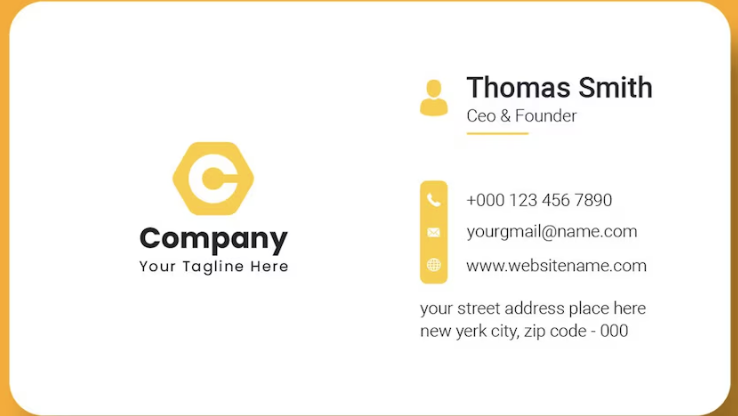 Thomas Smith
Ceo & Founder
C
Company
Your Tagline Here
+000 123 456 7890
yourgmail@name.com
www.websitename.com
your street address place here
new yerk city, zip code - 000